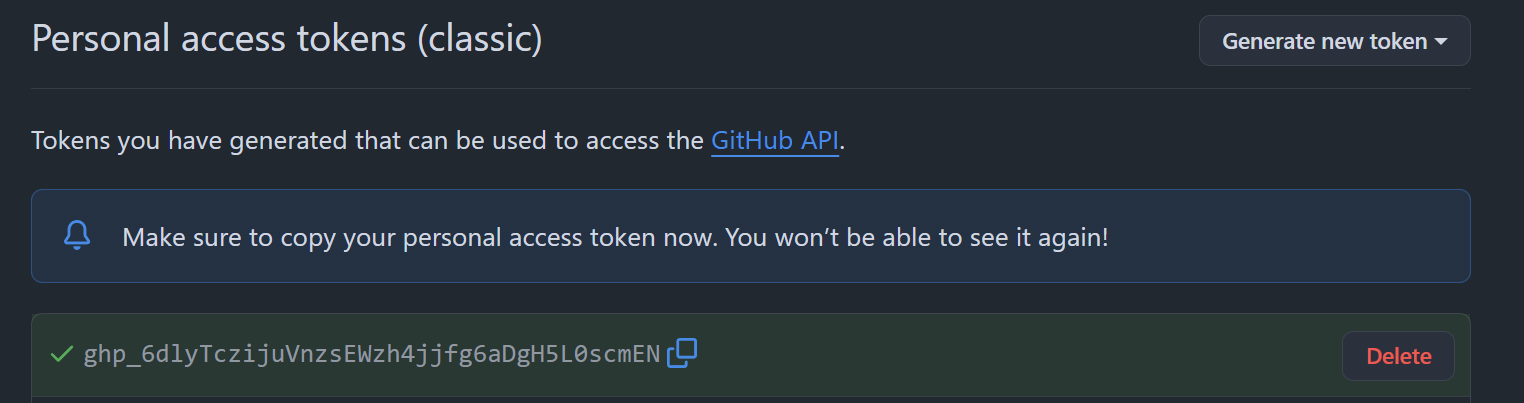 Personal access tokens (classic)
Generate new token
Tokens you have generated that can be used to access the GitHub API.
Make sure to copy your personal access token now. You won’t be able to see it again!
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
Delete